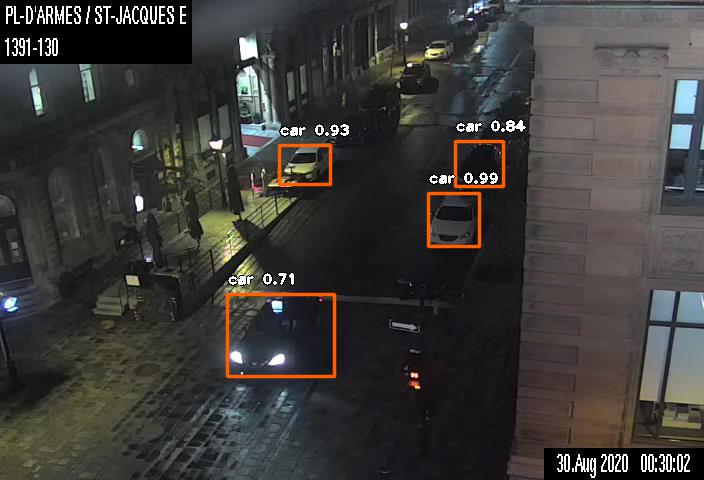 PL-D'ARMES / ST-JACQUES E
1391-130
car 0.93
car 0.84
car 0.99
car 0.71
30.Aug 2020 00:30:02